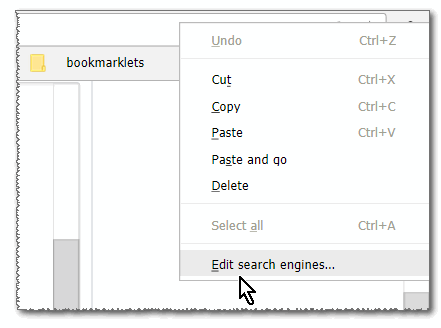 bookmarklets
Undo Ctrl+Z
Cut Ctrl+X
Copy Ctrl+C
Paste Ctrl+V
Paste and go
Delete
Select all Ctrl+A
Edit search engines...